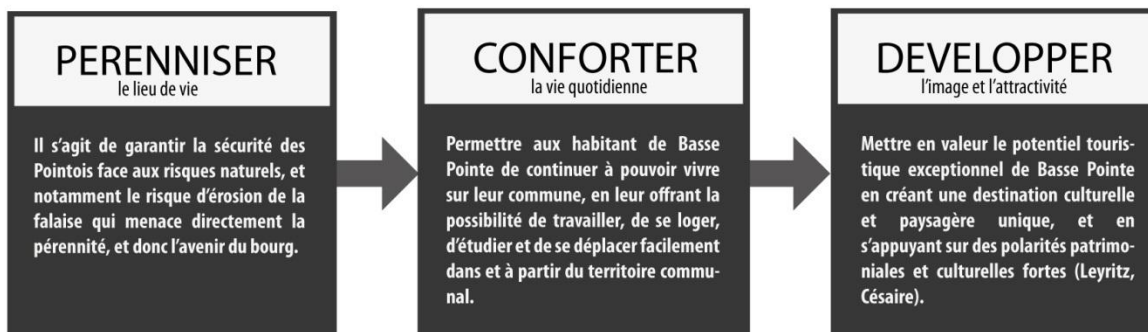 PERENNISER
le lieu de vie
Il s'agit de garantir la sécurité des
Pointois face aux risques naturels, et
notamment le risque d'érosion de la
falaise qui menace directement la
pérennité, et donc l'avenir du bourg.
CONFORTER
la vie quotidienne
Permettre aux habitant de Basse
Pointe de continuer à pouvoir vivre
sur leur commune, en leur offrant la
possibilité de travailler, de se loger,
d'étudier et de se déplacer facilement
dans et à partir du territoire commu-
nal.
DEVELOPPER
l'image et l'attractivité
Mettre en valeur le potentiel touris-
tique exceptionnel de Basse Pointe
en créant une destination culturelle
et paysagère unique, et en
s'appuyant sur des polarités patrimo-
niales et culturelles fortes (Leyritz,
Césaire).